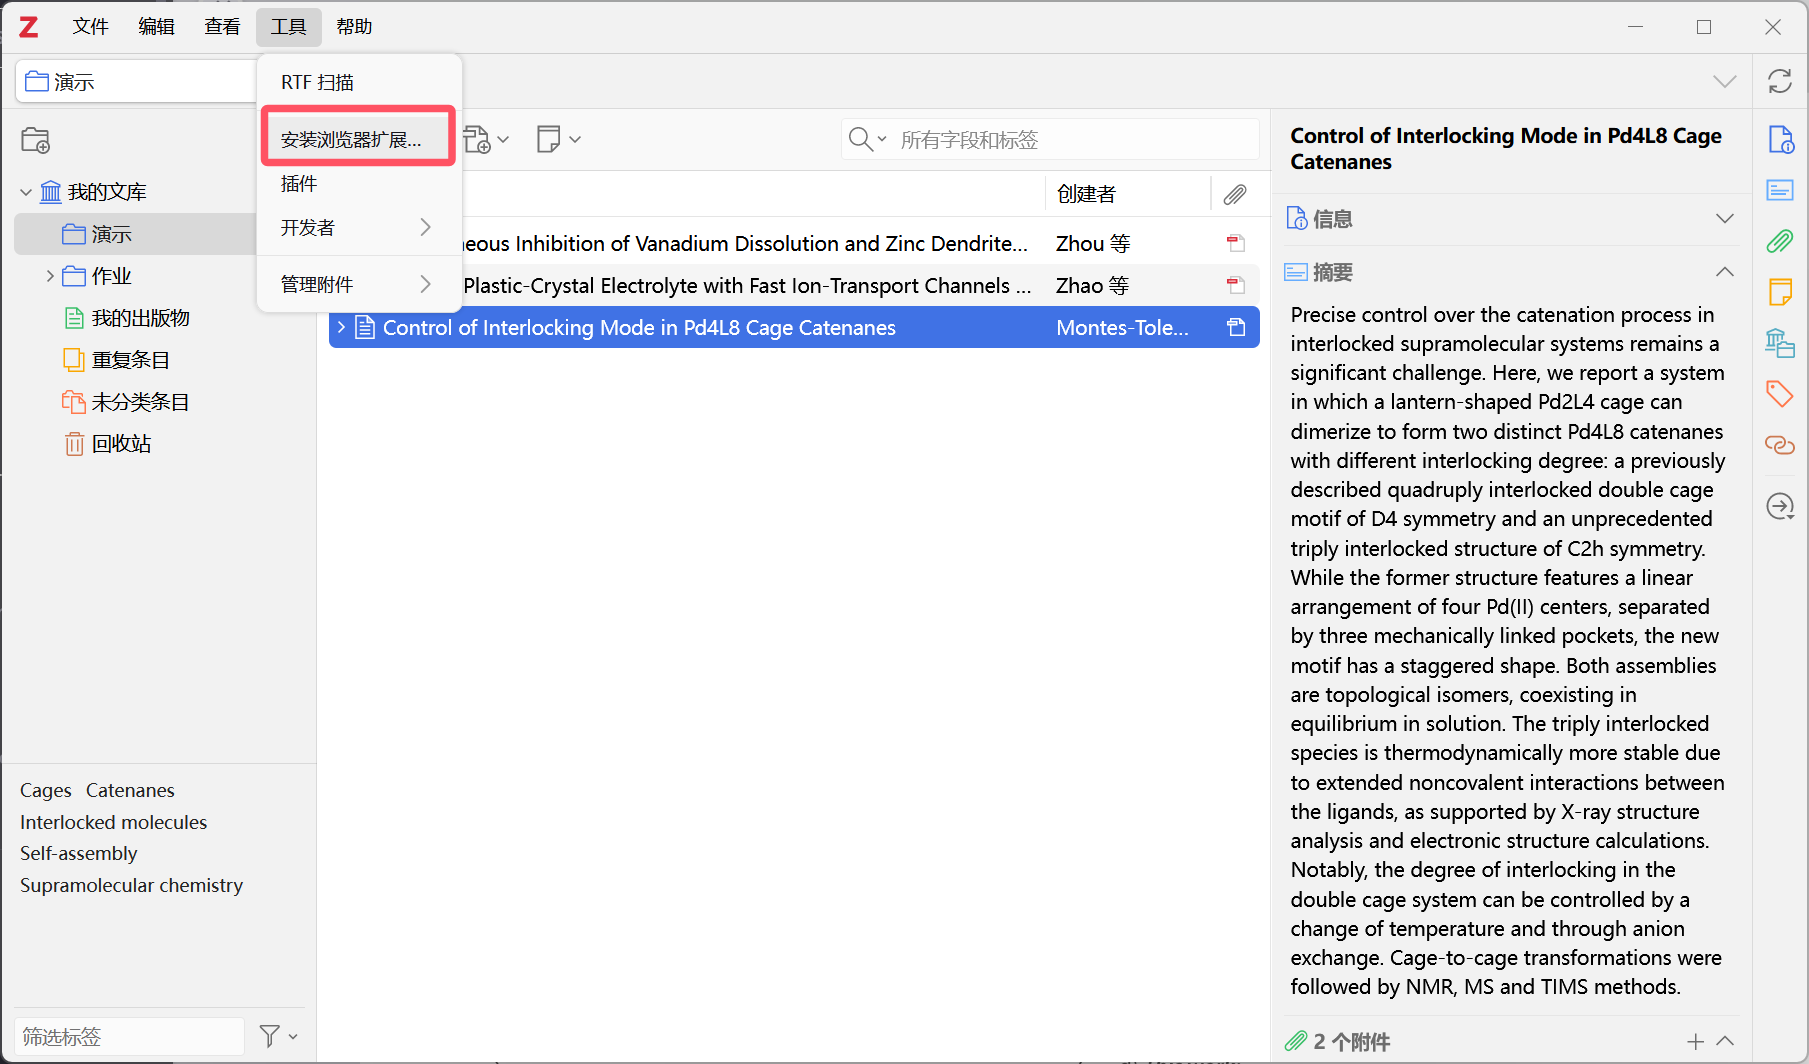 Z 文件 编辑 查看 工具 帮助
演示
RTF 扫描
安装浏览器扩展...
插件
开发者
管理附件
所有字段和标签
我的文库
演示
作业
我的出版物
重复条目
未分类条目
回收站
创建者
eous Inhibition of Vanadium Dissolution and Zinc Dendrite... Zhou 等
Plastic-Crystal Electrolyte with Fast Ion-Transport Channels ... Zhao 等
Control of Interlocking Mode in Pd4L8 Cage Catenanes Montes-Tole...
Cages Catenanes
Interlocked molecules
Self-assembly
Supramolecular chemistry
筛选标签
Control of Interlocking Mode in Pd4L8 Cage
Catenanes
信息
摘要
Precise control over the catenation process in
interlocked supramolecular systems remains a
significant challenge. Here, we report a system
in which a lantern-shaped Pd2L4 cage can
dimerize to form two distinct Pd4L8 catenanes
with different interlocking degree: a previously
described quadruply interlocked double cage
motif of D4 symmetry and an unprecedented
triply interlocked structure of C2h symmetry.
While the former structure features a linear
arrangement of four Pd(II) centers, separated
by three mechanically linked pockets, the new
motif has a staggered shape. Both assemblies
are topological isomers, coexisting in
equilibrium in solution. The triply interlocked
species is thermodynamically more stable due
to extended noncovalent interactions between
the ligands, as supported by X-ray structure
analysis and electronic structure calculations.
Notably, the degree of interlocking in the
double cage system can be controlled by a
change of temperature and through anion
exchange. Cage-to-cage transformations were
followed by NMR, MS and TIMS methods.
2 个附件